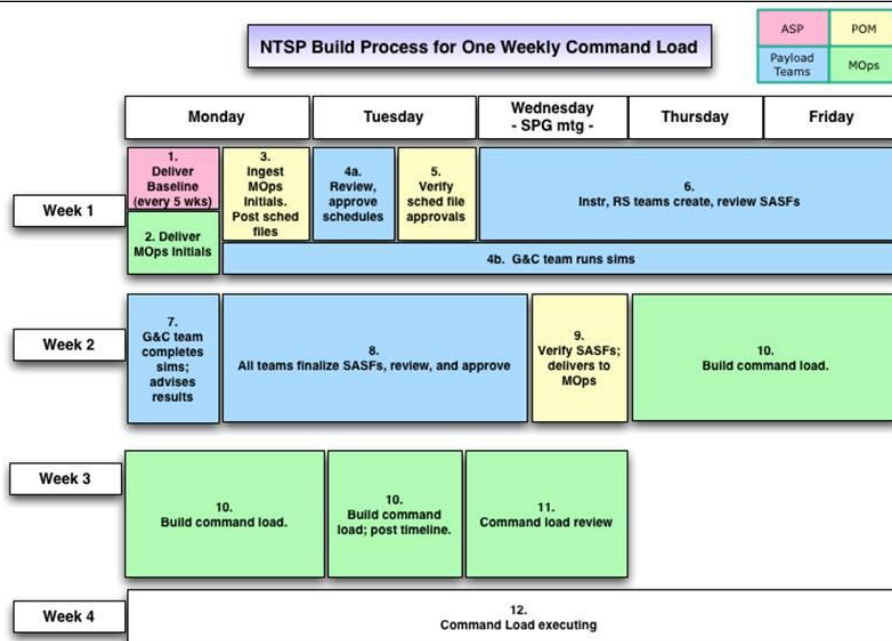 NTSP Build Process for One Weekly Command Load
ASP
POM
Payload
Teams
MOps
Monday
Tuesday
Wednesday
- SPG mtg -
Thursday
Friday
Week 1
1.
Deliver
Baseline
(every 5 wks)
2. Deliver
MOps Initials
3.
Ingest
MOps
Initials.
Post sched
files
4a.
Review,
approve
schedules
5.
Verify
sched file
approvals
6.
Instr, RS teams create, review SASFs
4b. G&C team runs sims
Week 2
7.
G&C team
completes
sims;
advises
results
8.
All teams finalize SASFs, review, and approve
9.
Verify SASFs;
delivers to
MOps
10.
Build command load.
Week 3
10.
Build command load.
10.
Build command
load; post timeline.
11.
Command load review
Week 4
12.
Command Load executing